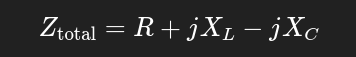 Z_total = R + jX_L − jX_C